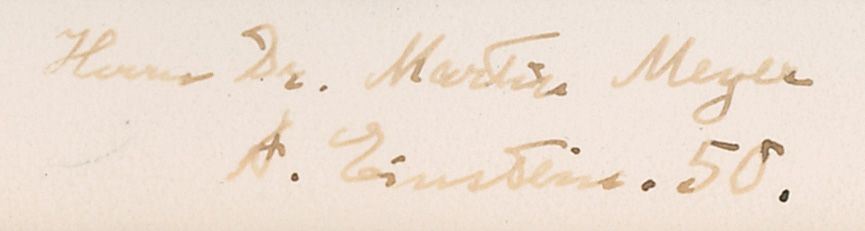 Herrn Dr. Martin Meyer
A. Einstein. 50.